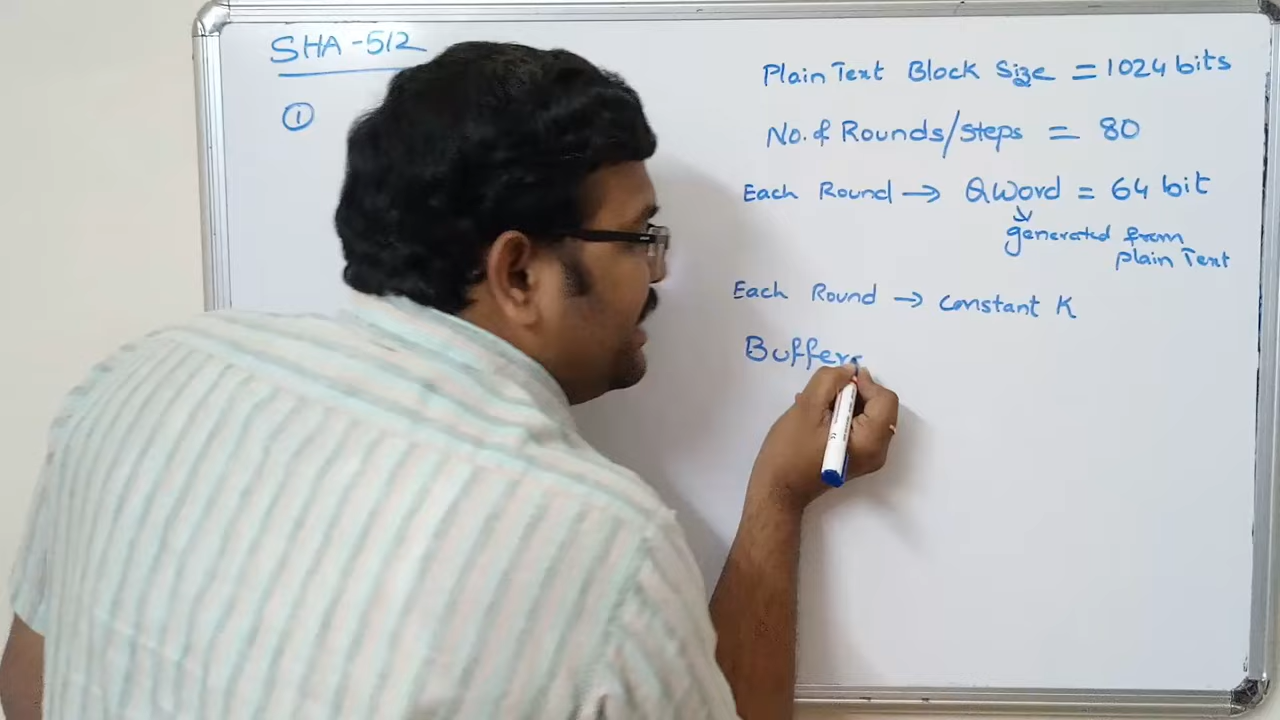 SHA-512
①
Plain Text Block Size = 1024 bits
No. of Rounds/steps = 80
Each Round → QWord = 64 bit
generated from
plain Text
Each Round → Constant K
Buffers